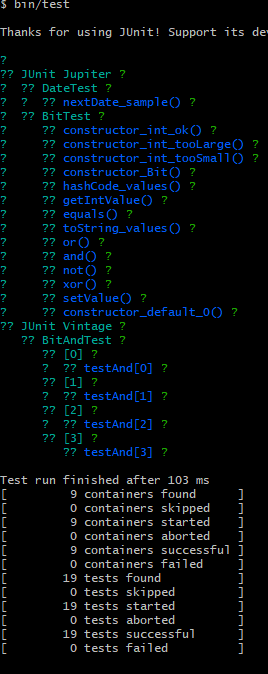 $ bin/test
Thanks for using JUnit! Support its dev
?
?? JUnit Jupiter ?
?  ?? DateTest ?
?  ?  ?? nextDate_sample() ?
?  ?? BitTest ?
?     ?? constructor_int_ok() ?
?     ?? constructor_int_tooLarge() ?
?     ?? constructor_int_tooSmall() ?
?     ?? constructor_Bit() ?
?     ?? hashCode_values() ?
?     ?? getIntValue() ?
?     ?? equals() ?
?     ?? toString_values() ?
?     ?? or() ?
?     ?? and() ?
?     ?? not() ?
?     ?? xor() ?
?     ?? setValue() ?
?     ?? constructor_default_0() ?
?? JUnit Vintage ?
   ?? BitAndTest ?
      ?? [0] ?
      ?  ?? testAnd[0] ?
      ?? [1] ?
      ?  ?? testAnd[1] ?
      ?? [2] ?
      ?  ?? testAnd[2] ?
      ?? [3] ?
         ?? testAnd[3] ?
Test run finished after 103 ms
[         9 containers found      ]
[         0 containers skipped    ]
[         9 containers started    ]
[         0 containers aborted    ]
[         9 containers successful ]
[         0 containers failed     ]
[        19 tests found           ]
[         0 tests skipped         ]
[        19 tests started         ]
[         0 tests aborted         ]
[        19 tests successful      ]
[         0 tests failed          ]